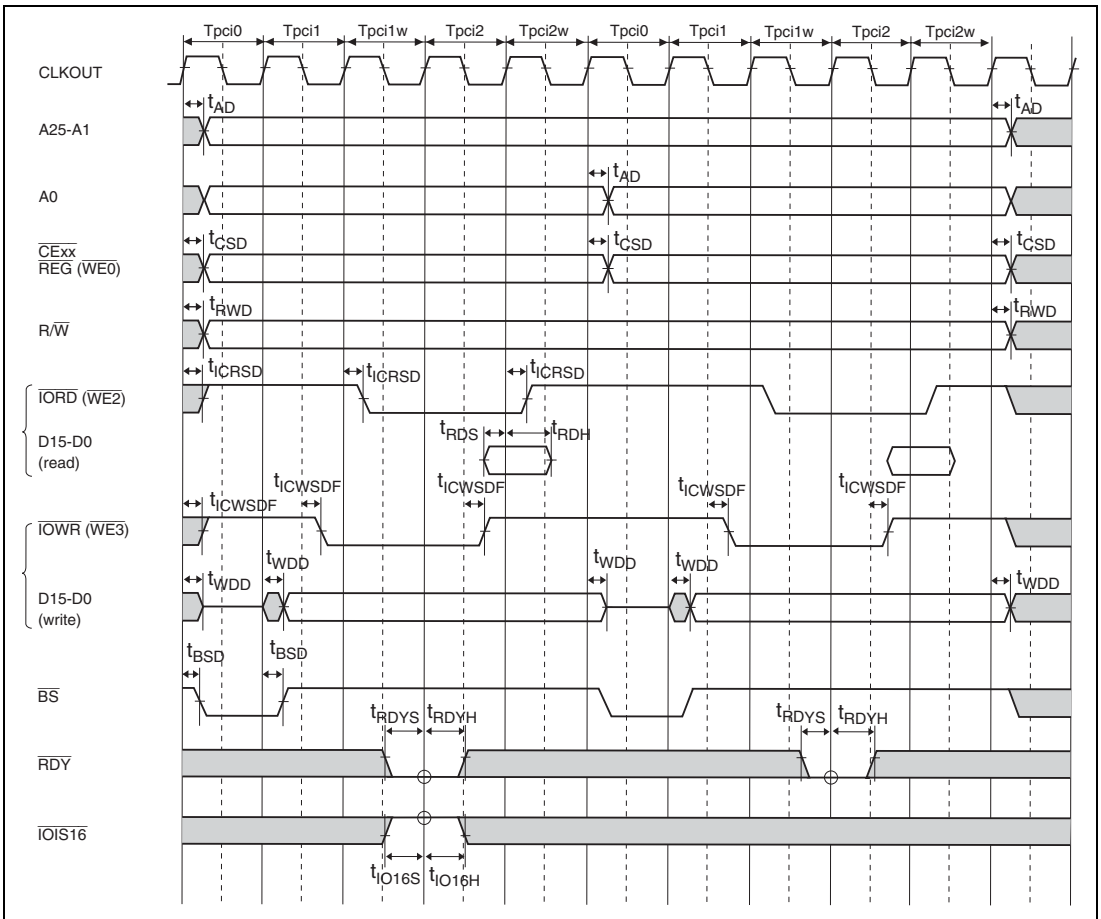 Tpci0 Tpci1 Tpci1w Tpci2 Tpci2w Tpci0 Tpci1 Tpci1w Tpci2 Tpci2w
CLKOUT
tAD tAD
A25-A1
tAD
A0
tCSD tCSD tCSD
CExx
REG (WE0)
tRWD tRWD
R/W
tICRSD tICRSD tICRSD
IORD (WE2)
tRDS tRDH
D15-D0
(read)
tICWSDF tICWSDF tICWSDF tICWSDF tICWSDF
IOWR (WE3)
tWDD tWDD tWDD tWDD tWDD
D15-D0
(write)
tBSD tBSD
BS
tRDYS tRDYH tRDYS tRDYH
RDY
IOIS16
tIO16S tIO16H